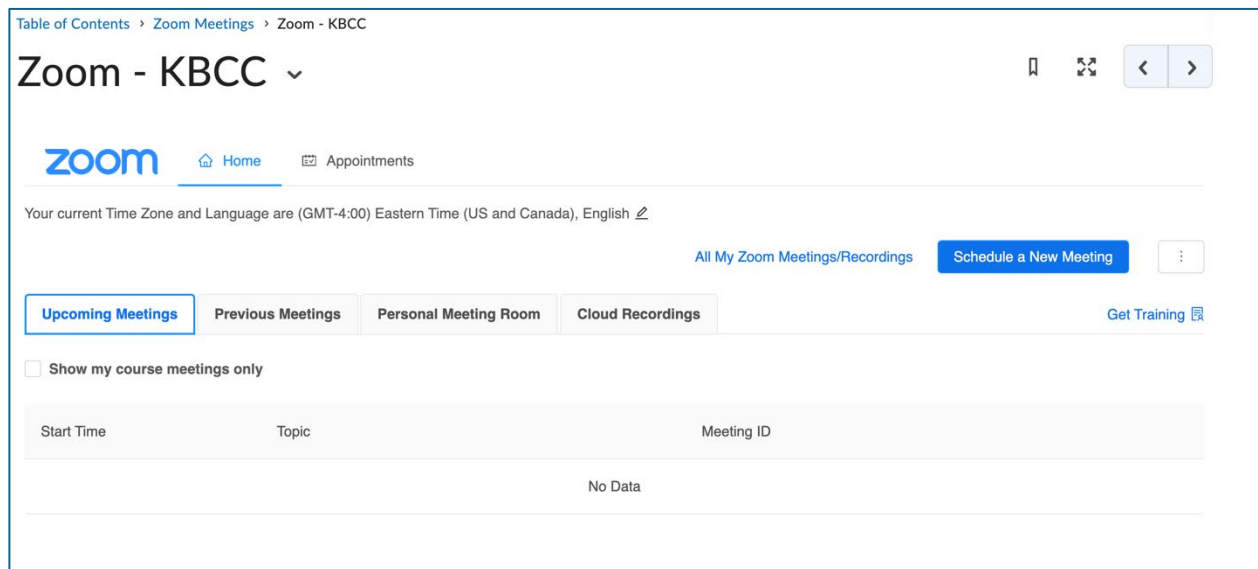 Table of Contents › Zoom Meetings › Zoom - KBCC
Zoom - KBCC
zoom Home Appointments
Your current Time Zone and Language are (GMT-4:00) Eastern Time (US and Canada), English
All My Zoom Meetings/Recordings Schedule a New Meeting
Upcoming Meetings Previous Meetings Personal Meeting Room Cloud Recordings Get Training
Show my course meetings only
Start Time Topic Meeting ID
No Data